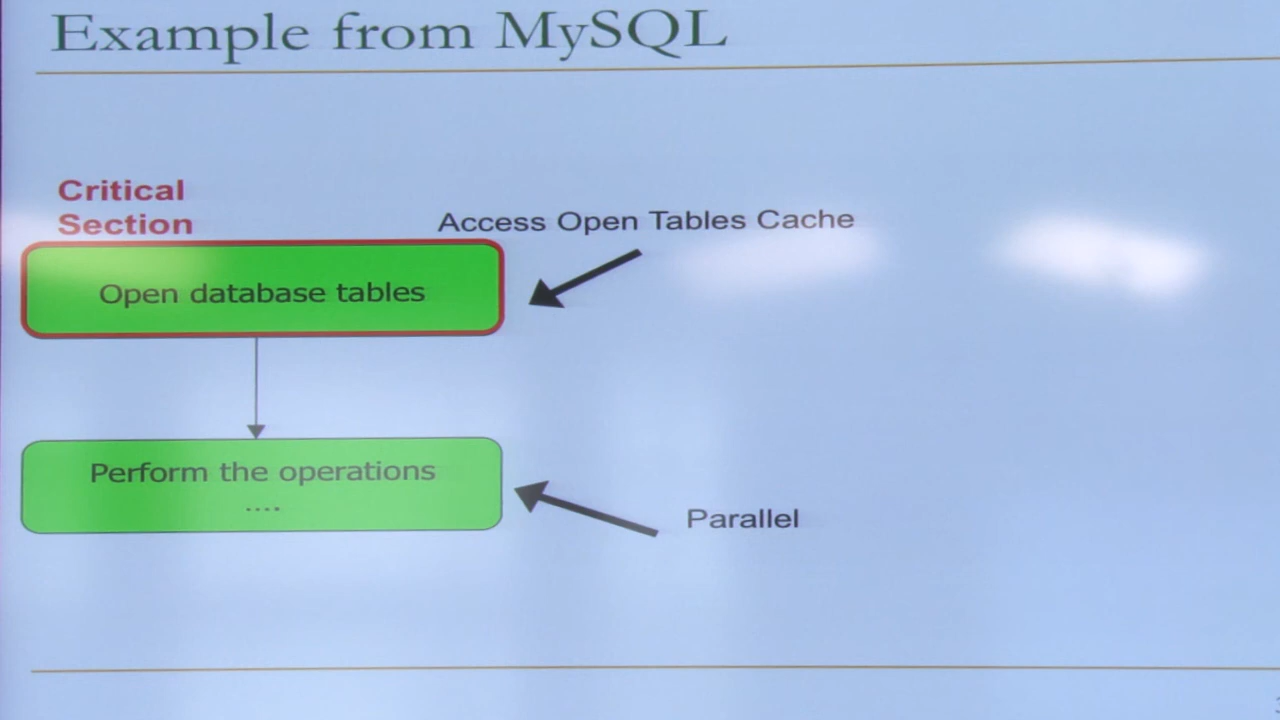 Example from MySQL
Critical
Section
Access Open Tables Cache
Open database tables
Perform the operations
....
Parallel